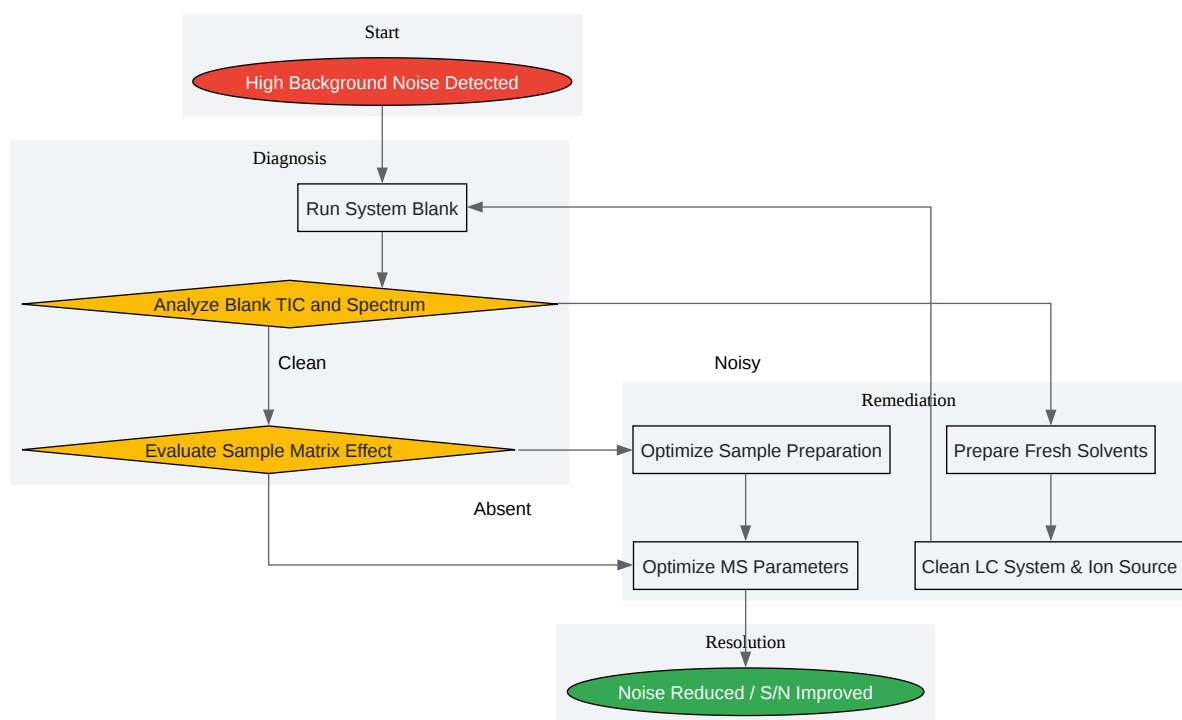 Start
High Background Noise Detected
Diagnosis
Run System Blank
Analyze Blank TIC and Spectrum
Clean
Noisy
Remediation
Evaluate Sample Matrix Effect
Optimize Sample Preparation
Prepare Fresh Solvents
Absent
Optimize MS Parameters
Clean LC System & Ion Source
Resolution
Noise Reduced / S/N Improved